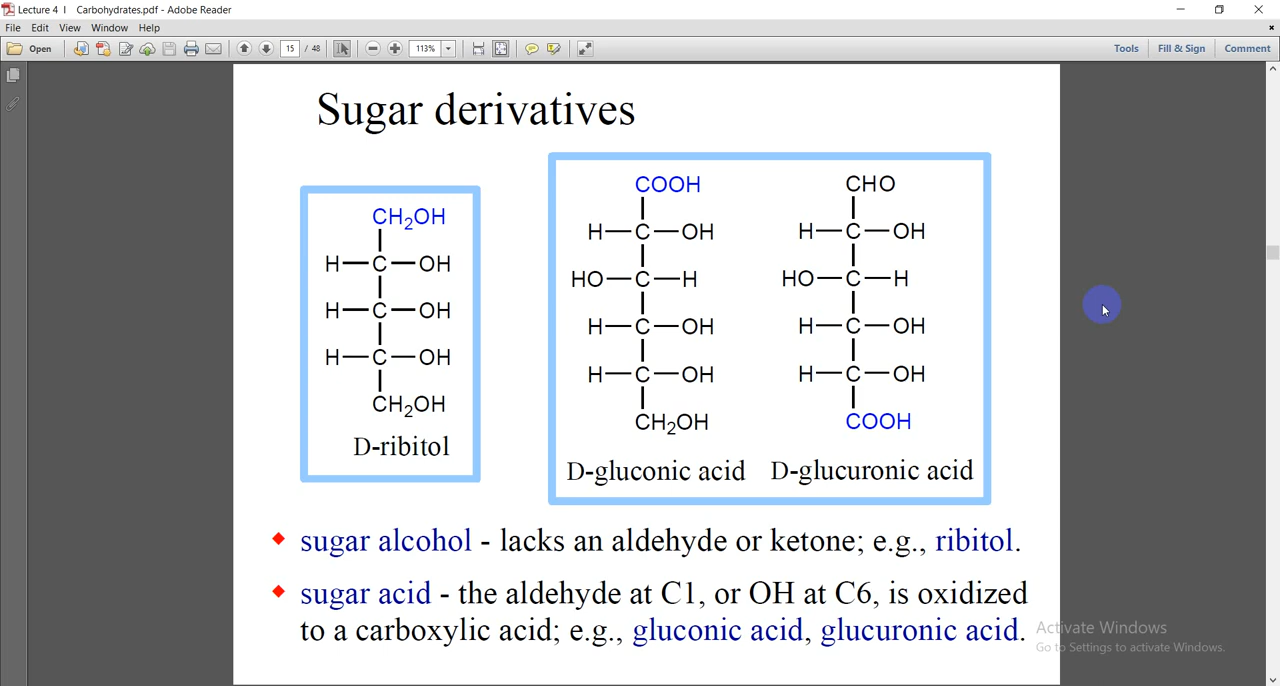 Lecture 4 I Carbohydrates.pdf - Adobe Reader
File Edit View Window Help
Open 15 / 48 113% Tools Fill & Sign Comment
Sugar derivatives
CH2OH
H C OH
H C OH
H C OH
CH2OH
D-ribitol
COOH
H C OH
HO C H
H C OH
H C OH
CH2OH
D-gluconic acid
CHO
H C OH
HO C H
H C OH
H C OH
COOH
D-glucuronic acid
sugar alcohol - lacks an aldehyde or ketone; e.g., ribitol.
sugar acid - the aldehyde at C1, or OH at C6, is oxidized
to a carboxylic acid; e.g., gluconic acid, glucuronic acid.
Activate Windows
Go to Settings to activate Windows.